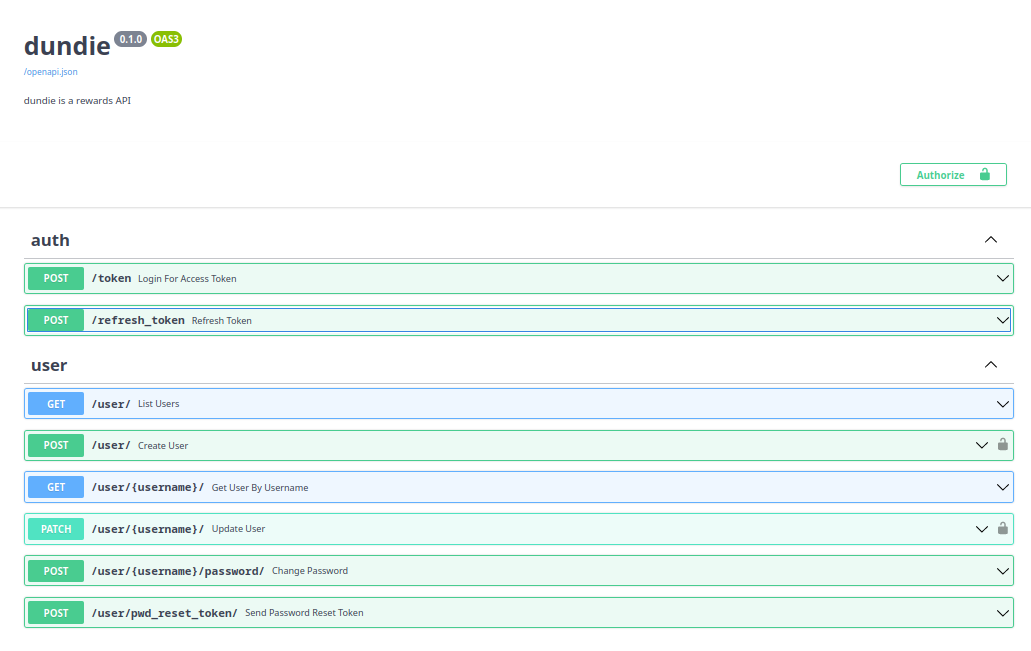 dundie 0.1.0 OAS3
/openapi.json
dundie is a rewards API
Authorize
auth
POST /token Login For Access Token
POST /refresh_token Refresh Token
user
GET /user/ List Users
POST /user/ Create User
GET /user/{username}/ Get User By Username
PATCH /user/{username}/ Update User
POST /user/{username}/password/ Change Password
POST /user/pwd_reset_token/ Send Password Reset Token